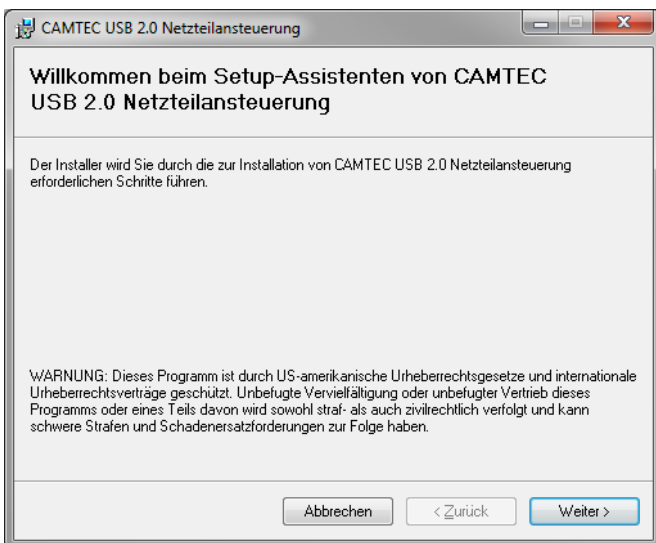 CAMTEC USB 2.0 Netzteilansteuerung
Willkommen beim Setup-Assistenten von CAMTEC
USB 2.0 Netzteilansteuerung
Der Installer wird Sie durch die zur Installation von CAMTEC USB 2.0 Netzteilansteuerung
erforderlichen Schritte führen.
WARNUNG: Dieses Programm ist durch US-amerikanische Urheberrechtsgesetze und internationale
Urheberrechtsverträge geschützt. Unbefugte Vervielfältigung oder unbefugter Vertrieb dieses
Programms oder eines Teils davon wird sowohl straf- als auch zivilrechtlich verfolgt und kann
schwere Strafen und Schadenersatzforderungen zur Folge haben.
Abbrechen < Zurück Weiter >